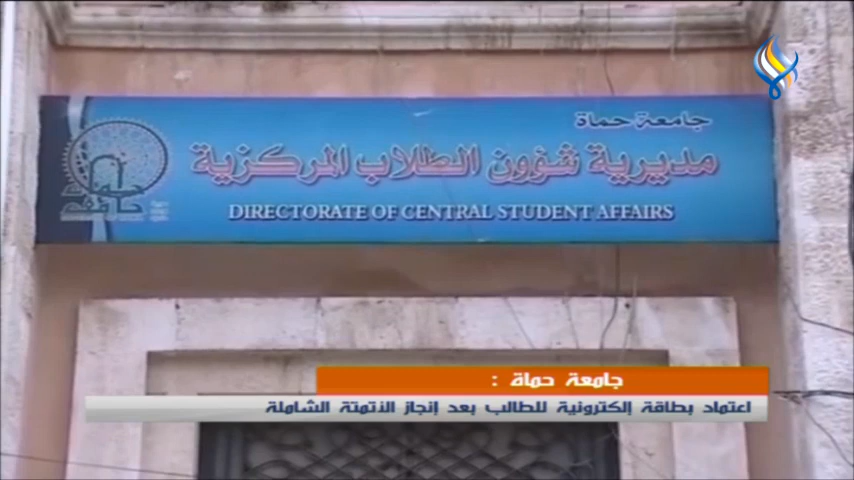 جامعة حماة
مديرية شؤون الطلاب المركزية
DIRECTORATE OF CENTRAL STUDENT AFFAIRS
جامعة حماة :
اعتماد بطاقة إلكترونية للطالب بعد إنجاز الأتمتة الشاملة